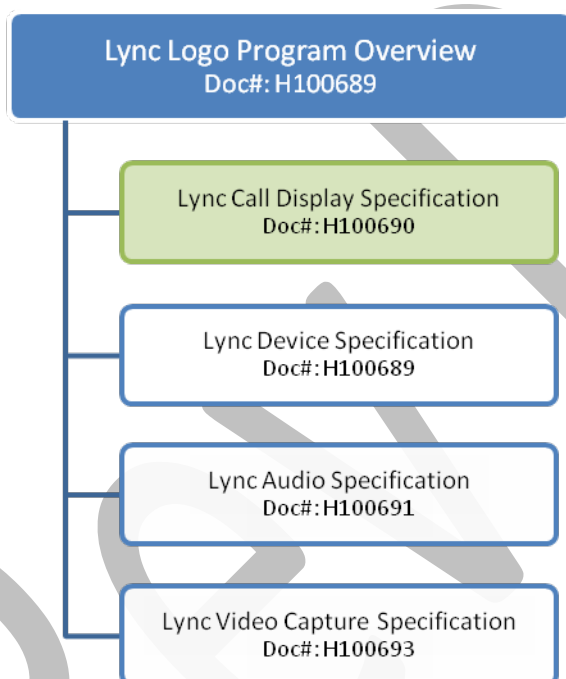 Lync Logo Program Overview
Doc#: H100689
Lync Call Display Specification
Doc#: H100690
Lync Device Specification
Doc#: H100689
Lync Audio Specification
Doc#: H100691
Lync Video Capture Specification
Doc#: H100693